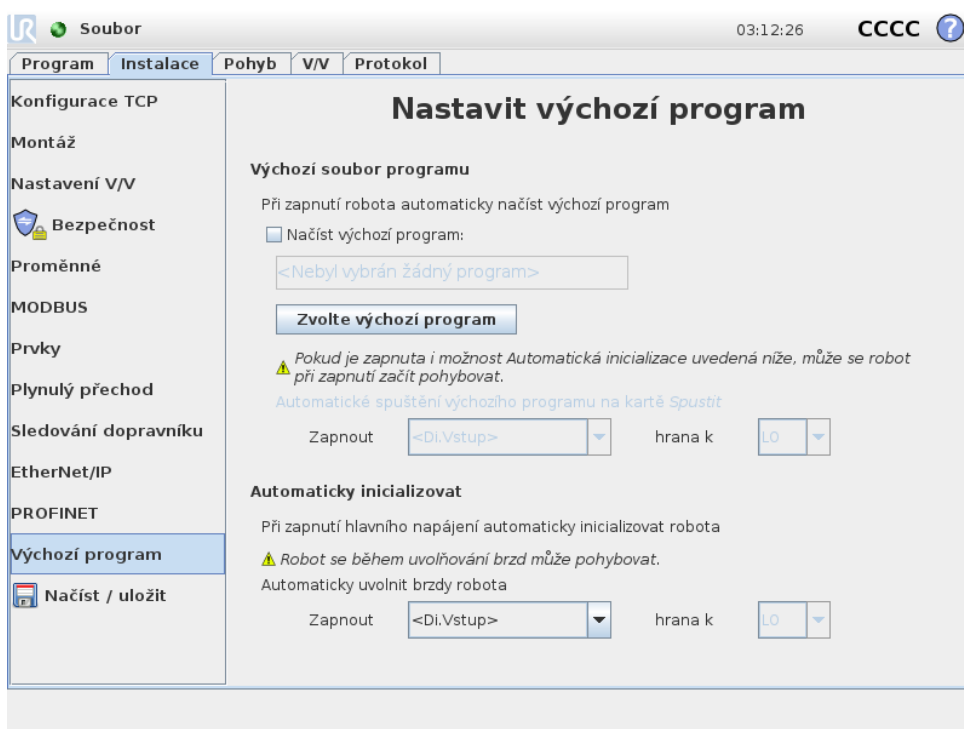 UR Soubor 03:12:26 CCCC ?
Program Instalace Pohyb V/V Protokol
Konfigurace TCP
Montáž
Nastavení V/V
Bezpečnost
Proměnné
MODBUS
Prvky
Plynulý přechod
Sledování dopravníku
EtherNet/IP
PROFINET
Výchozí program
Načíst / uložit
Nastavit výchozí program
Výchozí soubor programu
Při zapnutí robota automaticky načíst výchozí program
Načíst výchozí program:
<Nebyl vybrán žádný program>
Zvolte výchozí program
Pokud je zapnuta i možnost Automatická inicializace uvedená níže, může se robot
při zapnutí začít pohybovat.
Automatické spuštění výchozího programu na kartě Spustit
Zapnout <Di.Vstup> hrana k LO
Automaticky inicializovat
Při zapnutí hlavního napájení automaticky inicializovat robota
Robot se během uvolňování brzd může pohybovat.
Automaticky uvolnit brzdy robota
Zapnout <Di.Vstup> hrana k LO